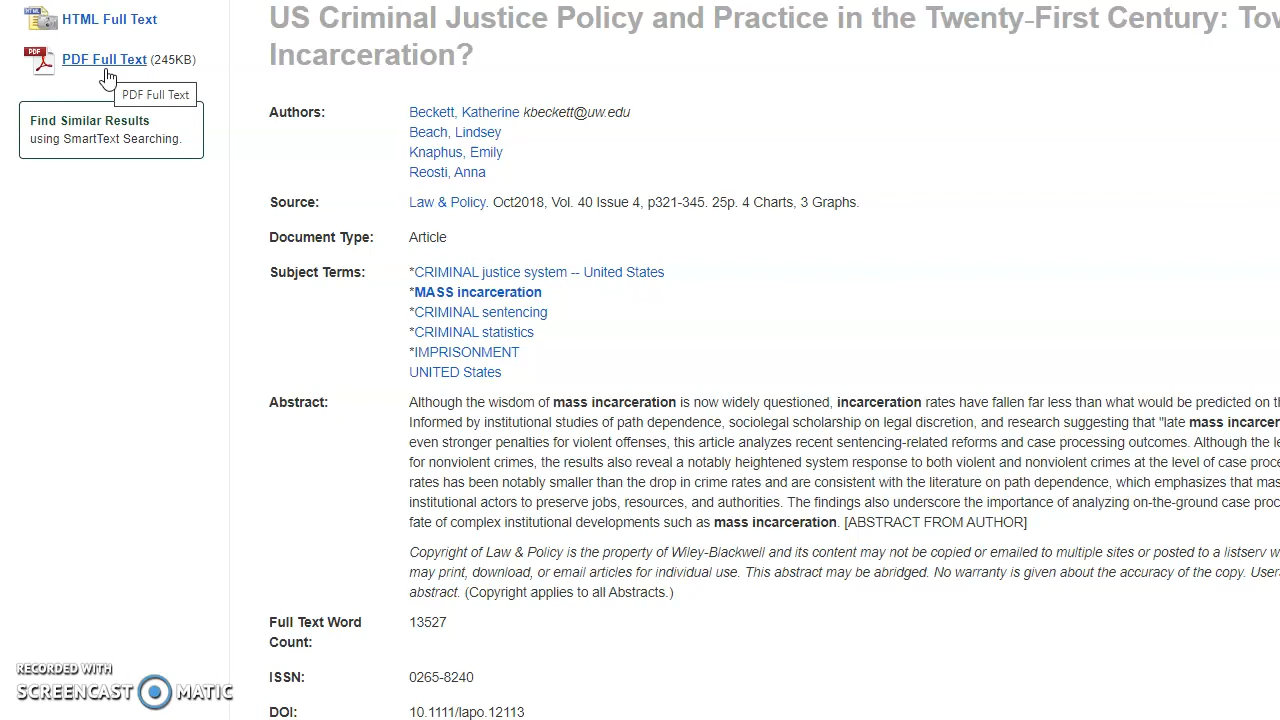 HTML Full Text
PDF Full Text (245KB)
PDF Full Text
Find Similar Results
using SmartText Searching.
US Criminal Justice Policy and Practice in the Twenty-First Century:
Incarceration?
Authors: Beckett, Katherine kbeckett@uw.edu
Beach, Lindsey
Knaphus, Emily
Reosti, Anna
Source: Law & Policy. Oct2018, Vol. 40 Issue 4, p321-345. 25p. 4 Charts, 3 Graphs.
Document Type: Article
Subject Terms: *CRIMINAL justice system -- United States
*MASS incarceration
*CRIMINAL sentencing
*CRIMINAL statistics
*IMPRISONMENT
UNITED States
Abstract: Although the wisdom of mass incarceration is now widely questioned, incarceration rates have fallen far less than what would be predicted on
Informed by institutional studies of path dependence, sociolegal scholarship on legal discretion, and research suggesting that "late mass
even stronger penalties for violent offenses, this article analyzes recent sentencing-related reforms and case processing outcomes. Although the
for nonviolent crimes, the results also reveal a notably heightened system response to both violent and nonviolent crimes at the level of case
rates has been notably smaller than the drop in crime rates and are consistent with the literature on path dependence, which emphasizes that
institutional actors to preserve jobs, resources, and authorities. The findings also underscore the importance of analyzing on-the-ground case
fate of complex institutional developments such as mass incarceration. [ABSTRACT FROM AUTHOR]
Copyright of Law & Policy is the property of Wiley-Blackwell and its content may not be copied or emailed to multiple sites or posted to a listserv
may print, download, or email articles for individual use. This abstract may be abridged. No warranty is given about the accuracy of the copy.
abstract. (Copyright applies to all Abstracts.)
Full Text Word Count: 13527
ISSN: 0265-8240
DOI: 10.1111/lapo.12113
RECORDED WITH
SCREENCAST MATIC